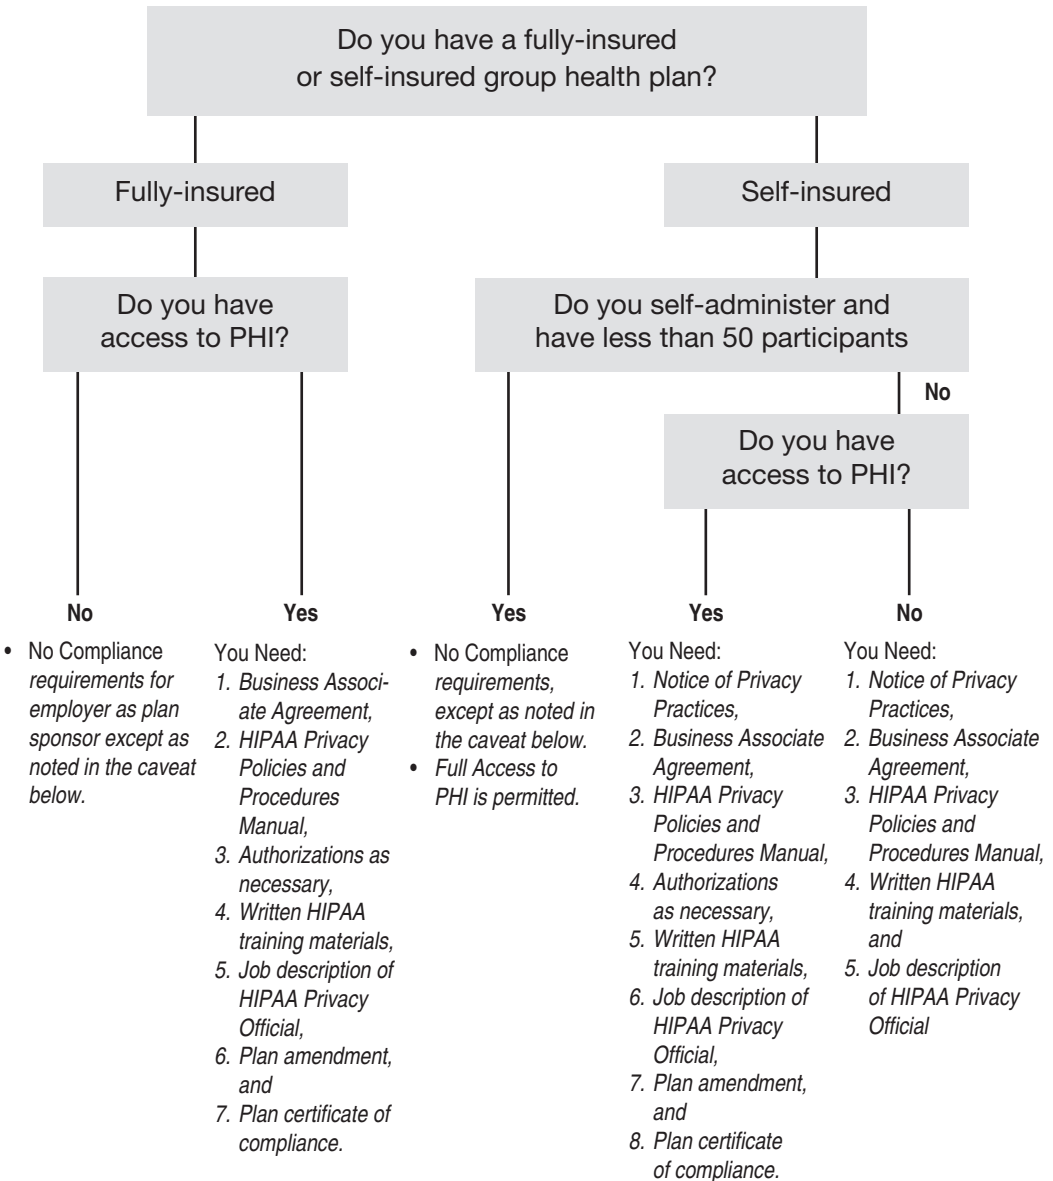 Do you have a fully-insured
or self-insured group health plan?
Fully-insured
Self-insured
Do you have
access to PHI?
Do you self-administer and
have less than 50 participants
No
Do you have
access to PHI?
No
• No Compliance
requirements for
employer as plan
sponsor except as
noted in the caveat
below.
Yes
You Need:
1. Business Associ-
ate Agreement,
2. HIPAA Privacy
Policies and
Procedures
Manual,
3. Authorizations as
necessary,
4. Written HIPAA
training materials,
5. Job description of
HIPAA Privacy
Official,
6. Plan amendment,
and
7. Plan certificate of
compliance.
Yes
• No Compliance
requirements,
except as noted in
the caveat below.
• Full Access to
PHI is permitted.
Yes
You Need:
1. Notice of Privacy
Practices,
2. Business Associate
Agreement,
3. HIPAA Privacy
Policies and
Procedures Manual,
4. Authorizations
as necessary,
5. Written HIPAA
training materials,
6. Job description of
HIPAA Privacy
Official,
7. Plan amendment,
and
8. Plan certificate
of compliance.
No
You Need:
1. Notice of Privacy
Practices,
2. Business Associate
Agreement,
3. HIPAA Privacy
Policies and
Procedures Manual,
4. Written HIPAA
training materials,
and
5. Job description
of HIPAA Privacy
Official